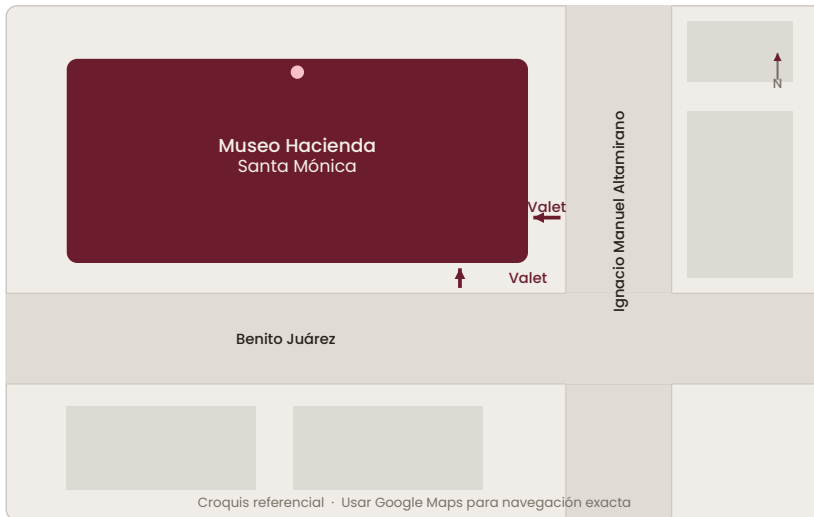 N
Museo Hacienda
Santa Mónica
Ignacio Manuel Altamirano
Valet
Valet
Benito Juárez
Croquis referencial · Usar Google Maps para navegación exacta